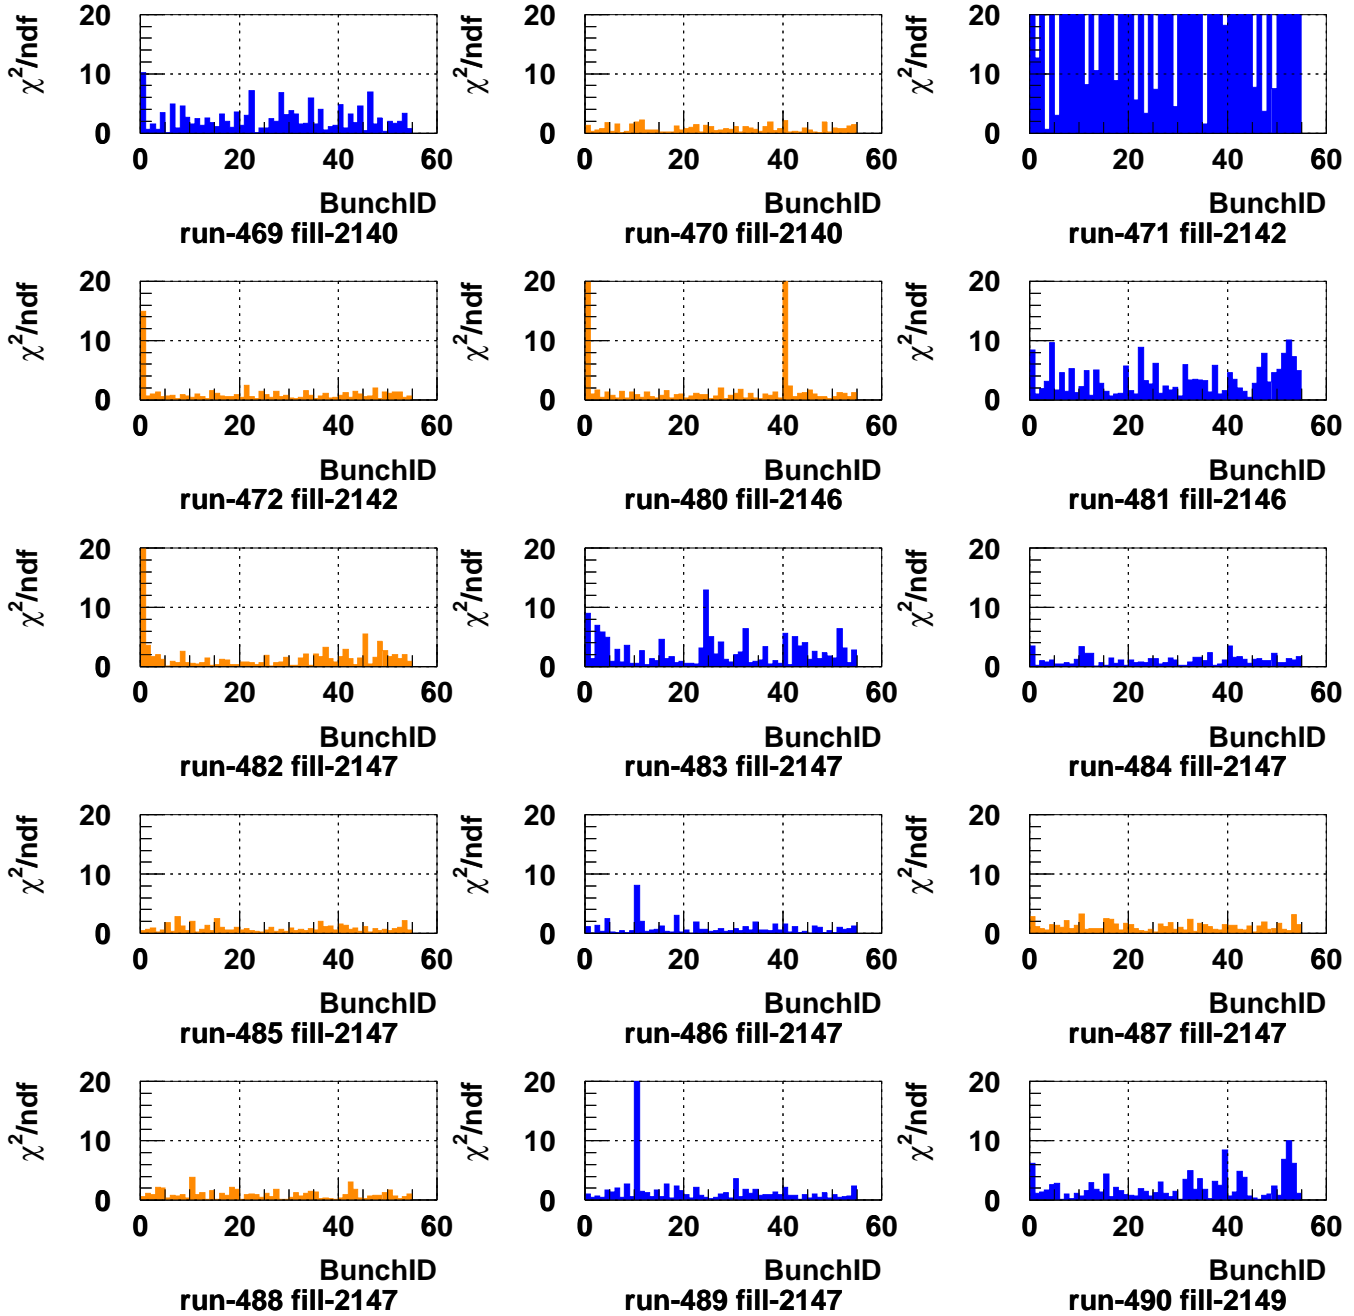 20 20 20
χ²/ndf χ²/ndf χ²/ndf
10 10 10
0 0 0
0 20 40 60 0 20 40 60 0 20 40 60
BunchID BunchID BunchID
run-469 fill-2140 run-470 fill-2140 run-471 fill-2142
20 20 20
χ²/ndf χ²/ndf χ²/ndf
10 10 10
0 0 0
0 20 40 60 0 20 40 60 0 20 40 60
BunchID BunchID BunchID
run-472 fill-2142 run-480 fill-2146 run-481 fill-2146
20 20 20
χ²/ndf χ²/ndf χ²/ndf
10 10 10
0 0 0
0 20 40 60 0 20 40 60 0 20 40 60
BunchID BunchID BunchID
run-482 fill-2147 run-483 fill-2147 run-484 fill-2147
20 20 20
χ²/ndf χ²/ndf χ²/ndf
10 10 10
0 0 0
0 20 40 60 0 20 40 60 0 20 40 60
BunchID BunchID BunchID
run-485 fill-2147 run-486 fill-2147 run-487 fill-2147
20 20 20
χ²/ndf χ²/ndf χ²/ndf
10 10 10
0 0 0
0 20 40 60 0 20 40 60 0 20 40 60
BunchID BunchID BunchID
run-488 fill-2147 run-489 fill-2147 run-490 fill-2149